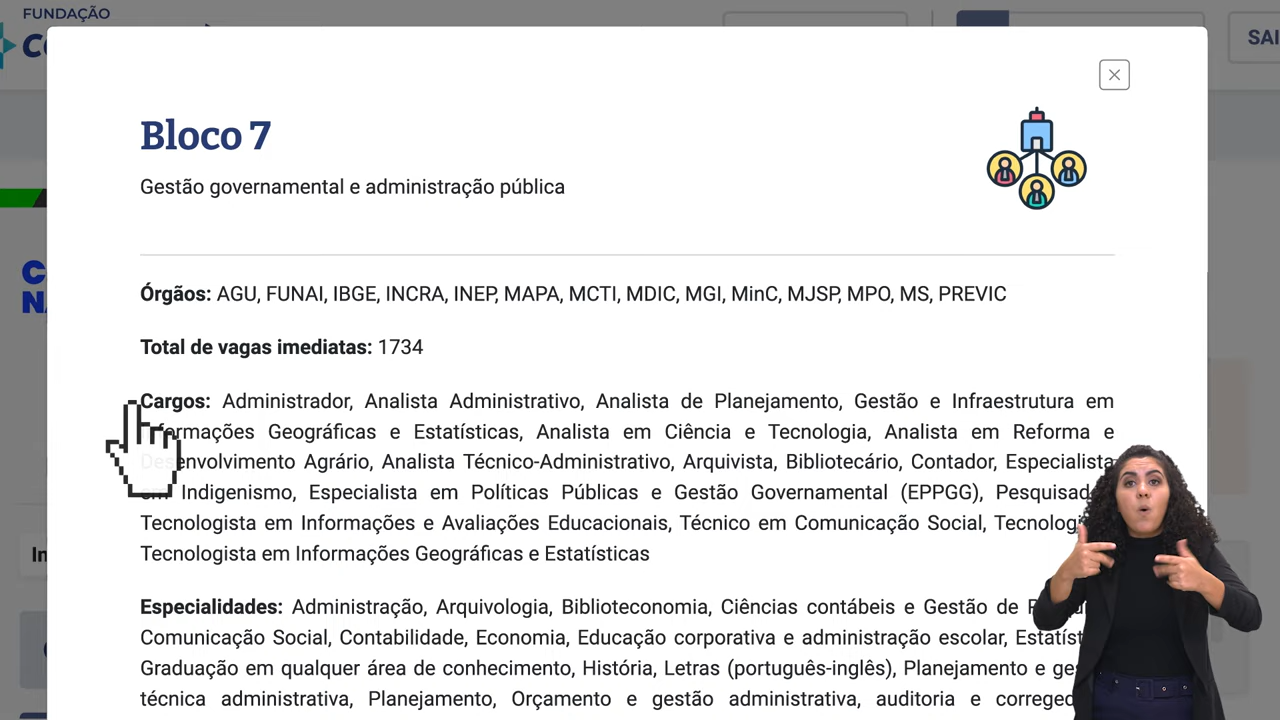 FUNDAÇÃO
SAI
Bloco 7
Gestão governamental e administração pública
Órgãos: AGU, FUNAI, IBGE, INCRA, INEP, MAPA, MCTI, MDIC, MGI, MinC, MJSP, MPO, MS, PREVIC
Total de vagas imediatas: 1734
Cargos: Administrador, Analista Administrativo, Analista de Planejamento, Gestão e Infraestrutura em
Informações Geográficas e Estatísticas, Analista em Ciência e Tecnologia, Analista em Reforma e
Desenvolvimento Agrário, Analista Técnico-Administrativo, Arquivista, Bibliotecário, Contador, Especialista
em Indigenismo, Especialista em Políticas Públicas e Gestão Governamental (EPPGG), Pesquisad
Tecnologista em Informações e Avaliações Educacionais, Técnico em Comunicação Social, Tecnolog
Tecnologista em Informações Geográficas e Estatísticas
Especialidades: Administração, Arquivologia, Biblioteconomia, Ciências contábeis e Gestão de
Comunicação Social, Contabilidade, Economia, Educação corporativa e administração escolar, Estatíst
Graduação em qualquer área de conhecimento, História, Letras (português-inglês), Planejamento e ges
técnica administrativa, Planejamento, Orçamento e gestão administrativa, auditoria e correged